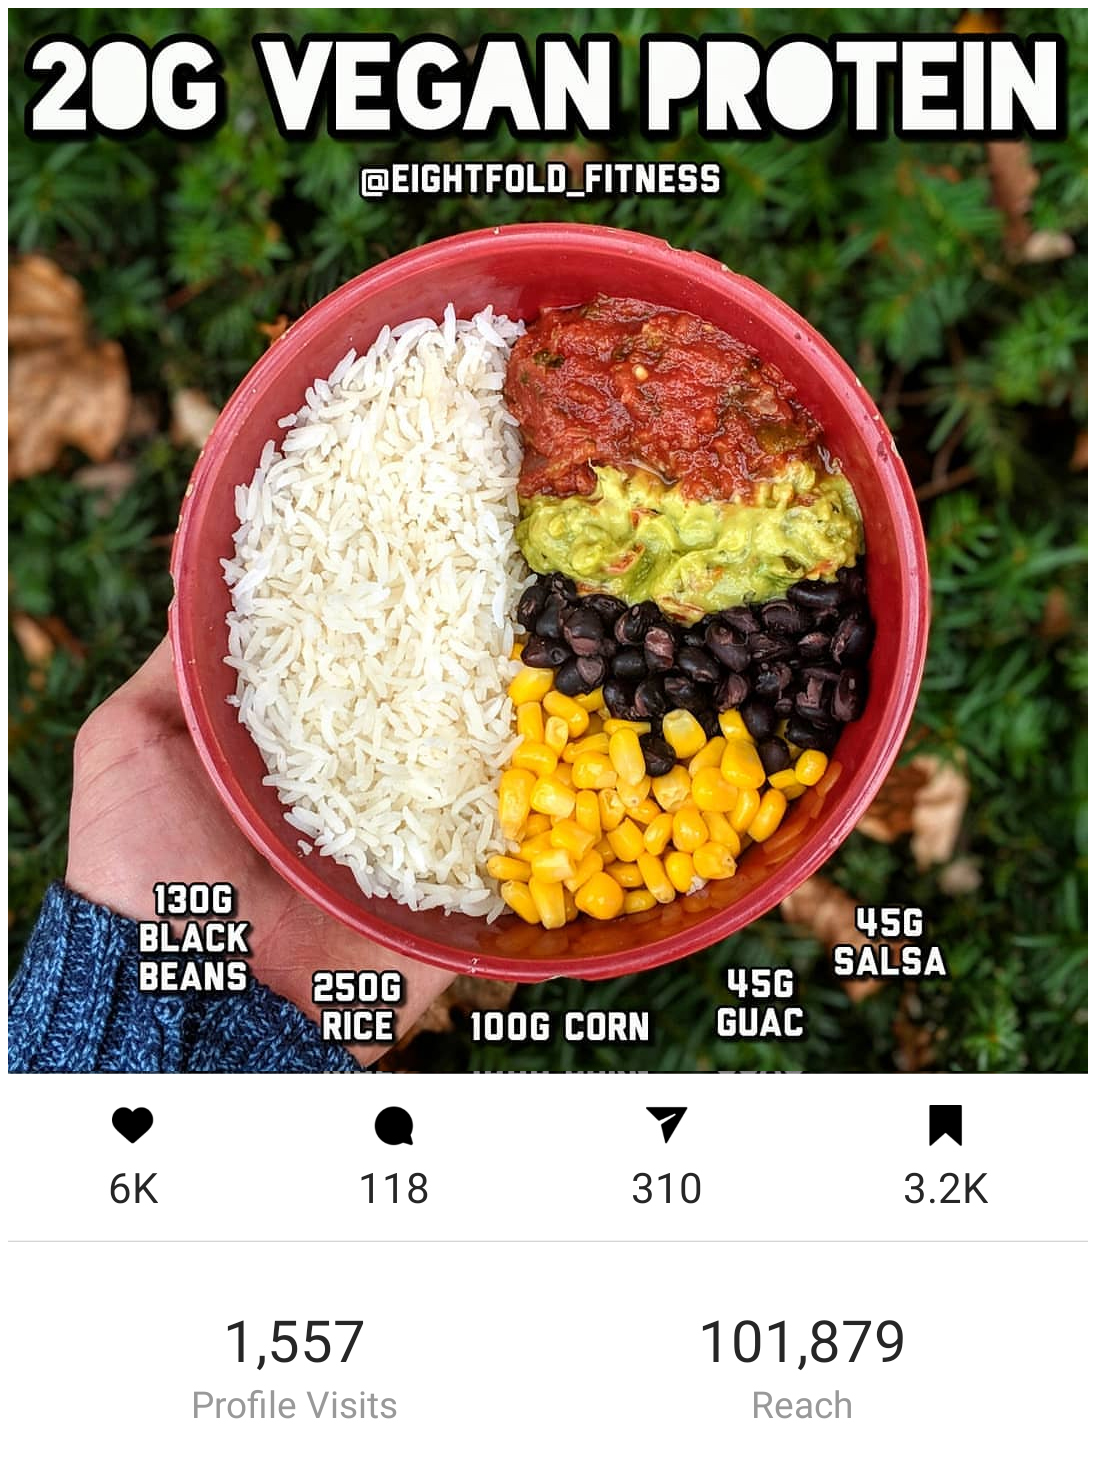 20G VEGAN PROTEIN
@EIGHTFOLD_FITNESS
130G
BLACK
BEANS
250G
RICE
100G CORN
45G
GUAC
45G
SALSA
6K
118
310
3.2K
1,557
Profile Visits
101,879
Reach